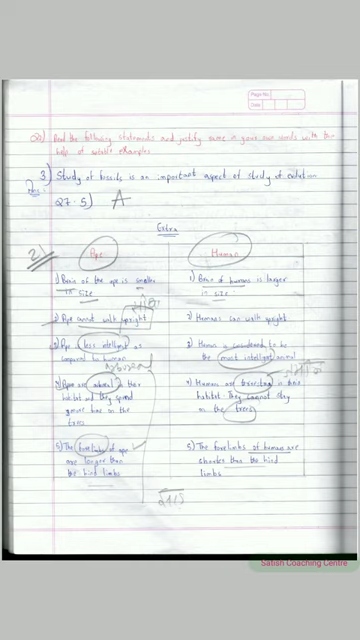 Page No.
Date
Q4) Read the following statements and justify same in your own words with the
help of suitable examples
3) Study of fossils is an important aspect of study of evolution
Q7. 5) A
Extra
2) Ape
Human
1) Brain of the ape is smaller
in size
1) Brain of humans is larger
in size
2) Ape cannot walk upright
2) Humans can walk upright
3) Ape less intelligent as
compared to human
3) Human is considered to be
the most intelligent animal
4) Apes are in their
habitat and they spend
time on the
trees
4) Humans are in their
habitat. They cannot stay
on the trees
5) The forelimbs of ape
are longer than
the hind limbs
5) The forelimbs of human are
shorter than the hind
limbs
Satish Coaching Centre